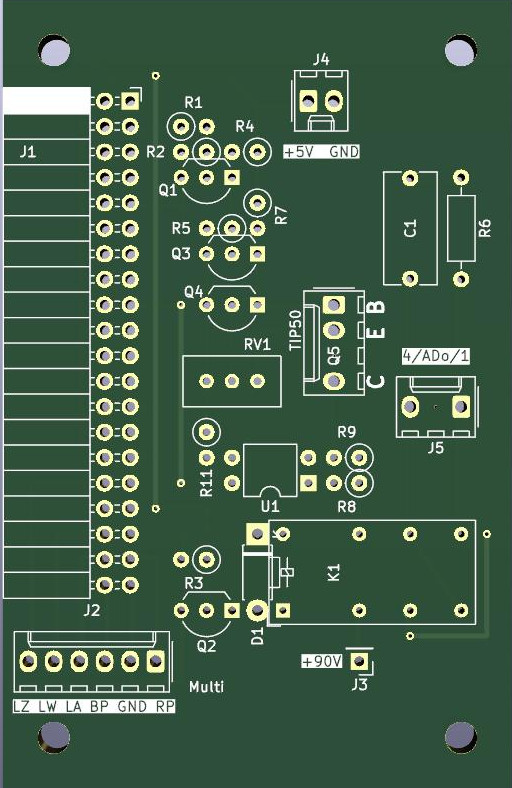 J4
R1
R4
+5V GND
J1
R2
Q1
R7
C1
R6
R5
Q3
Q4
TIP50
Q5
B
E
C
RV1
4/ADo/1
J5
R9
R11
U1
R8
K
K1
R3
J2
Q2
D1
+90V
J3
Multi
LZ LW LA BP GND RP